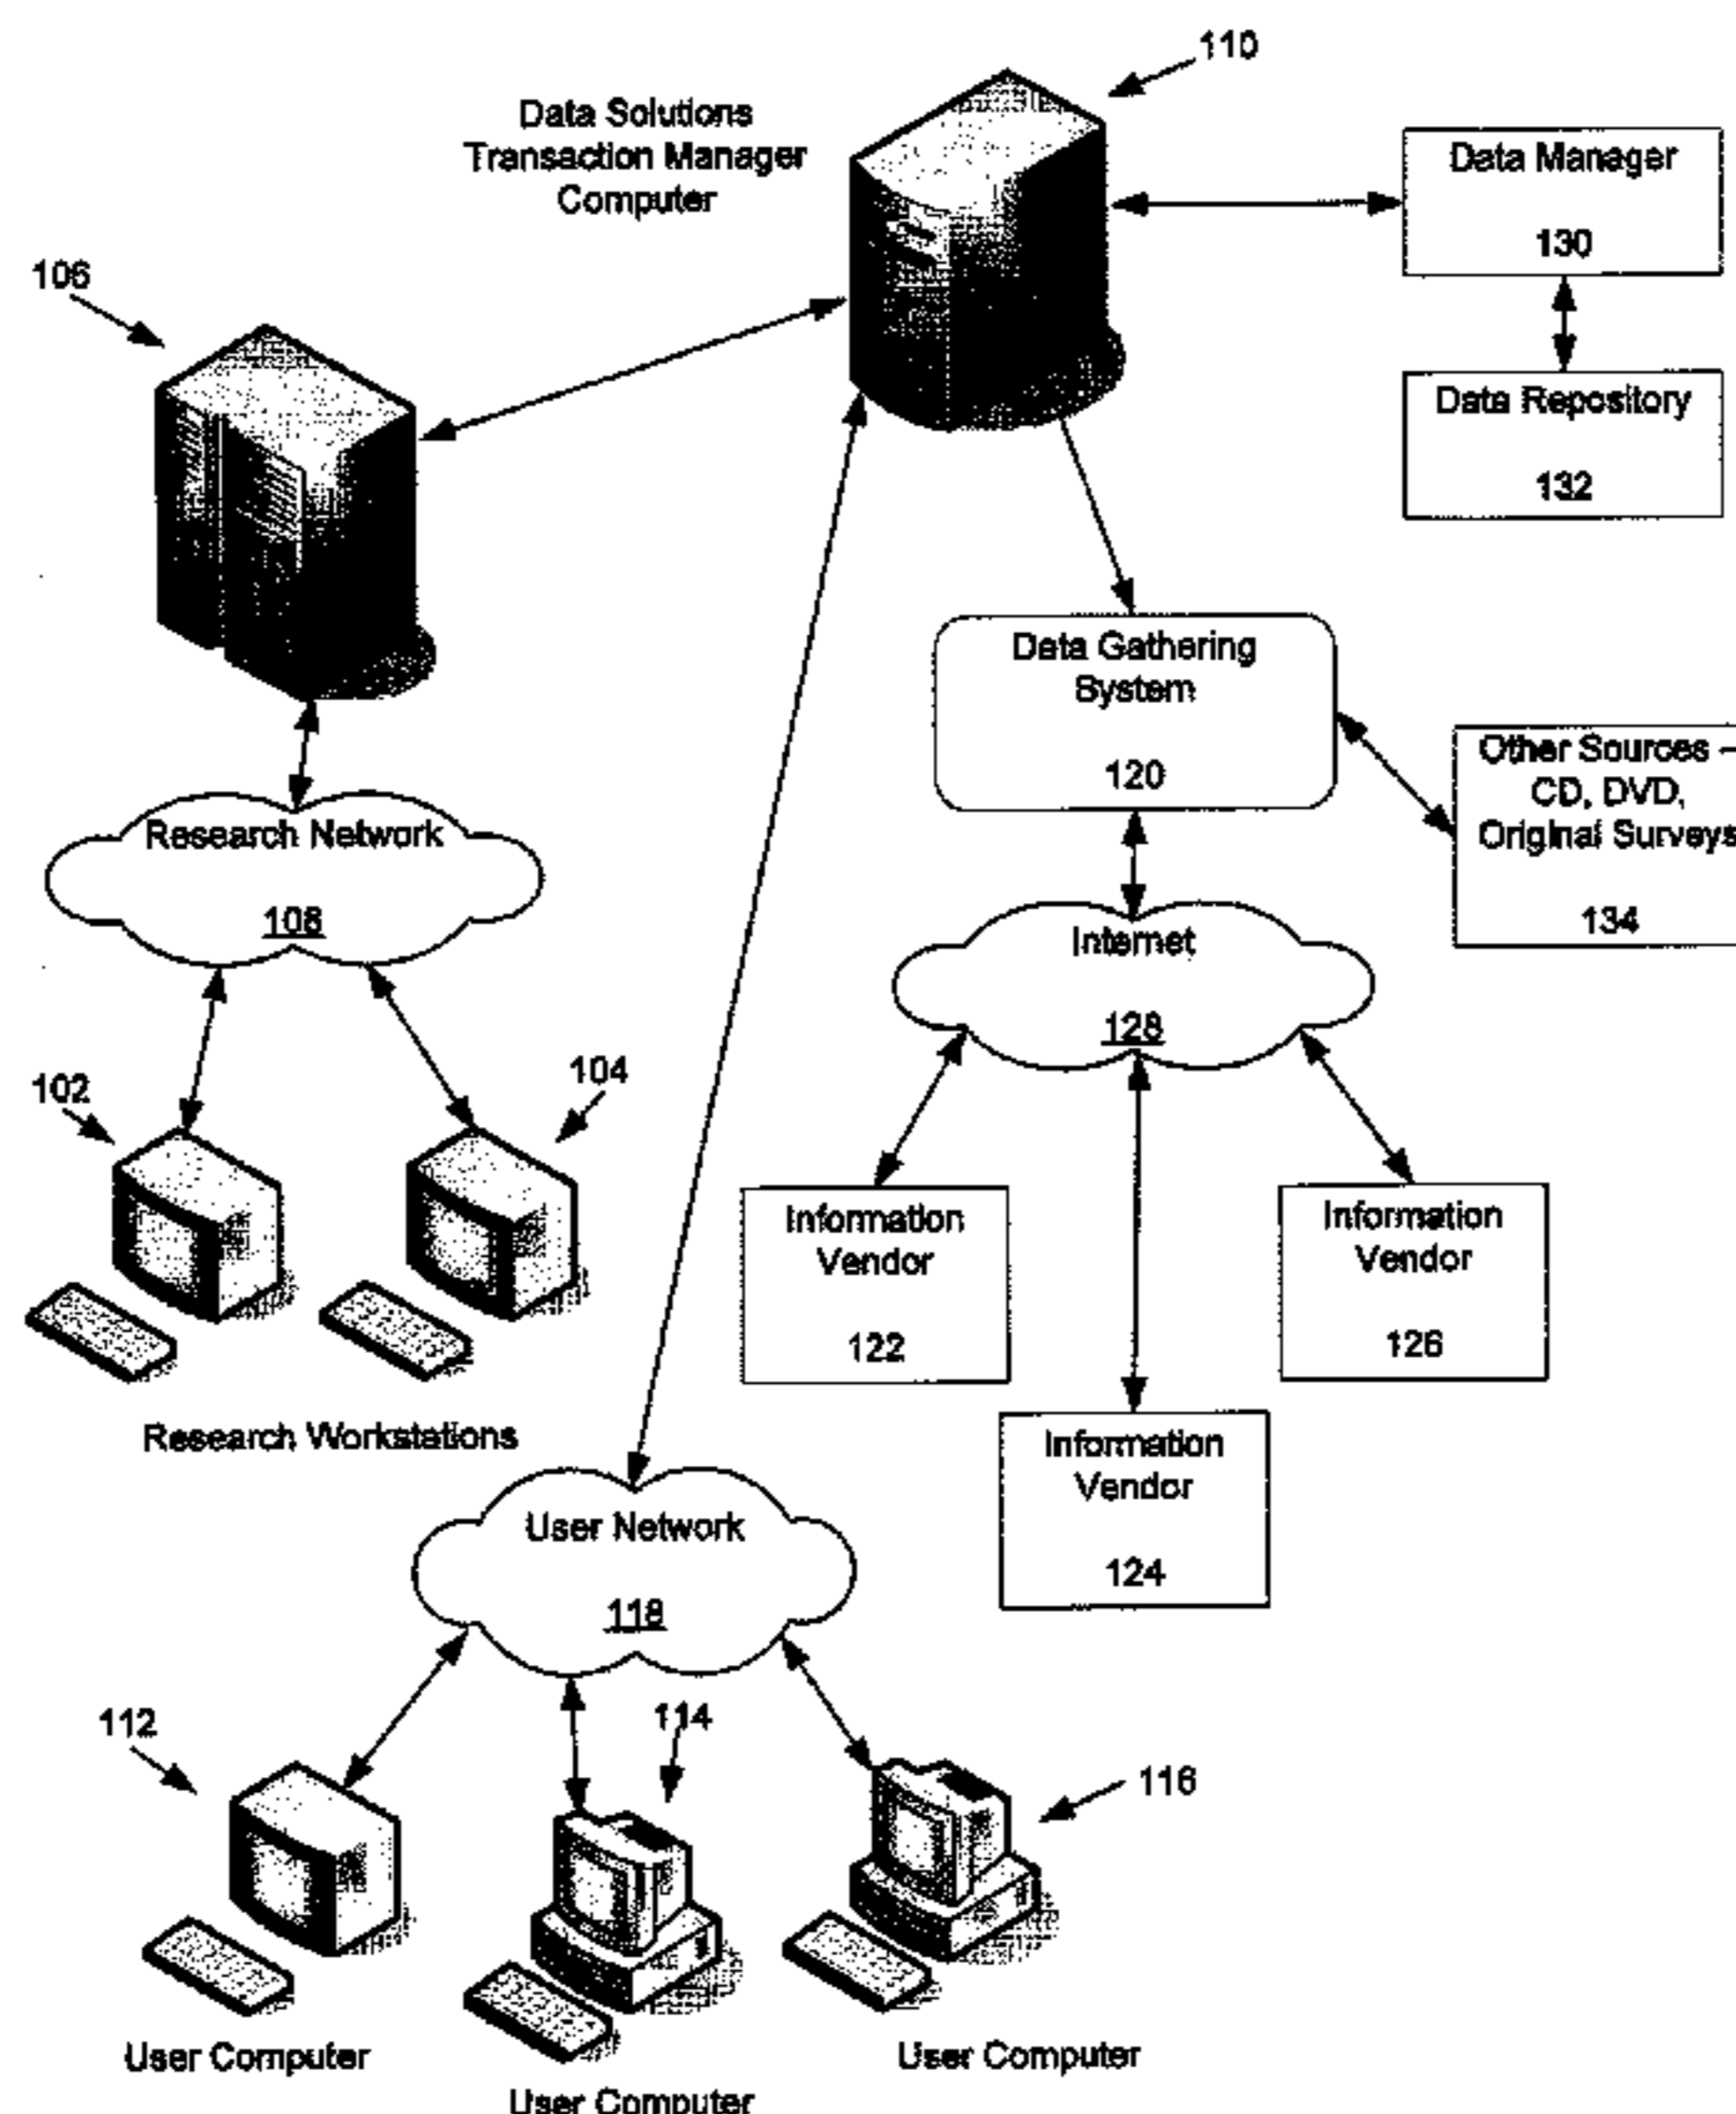 110
Data Solutions
Transaction Manager
Computer
Data Manager
130
106
Data Repository
132
Data Gathering
System
120
Other Sources –
CD, DVD,
Original Surveys
134
Research Network
108
Internet
128
102
104
Information
Vendor
122
Information
Vendor
126
Research Workstations
Information
Vendor
124
User Network
118
112
114
116
User Computer
User Computer
User Computer